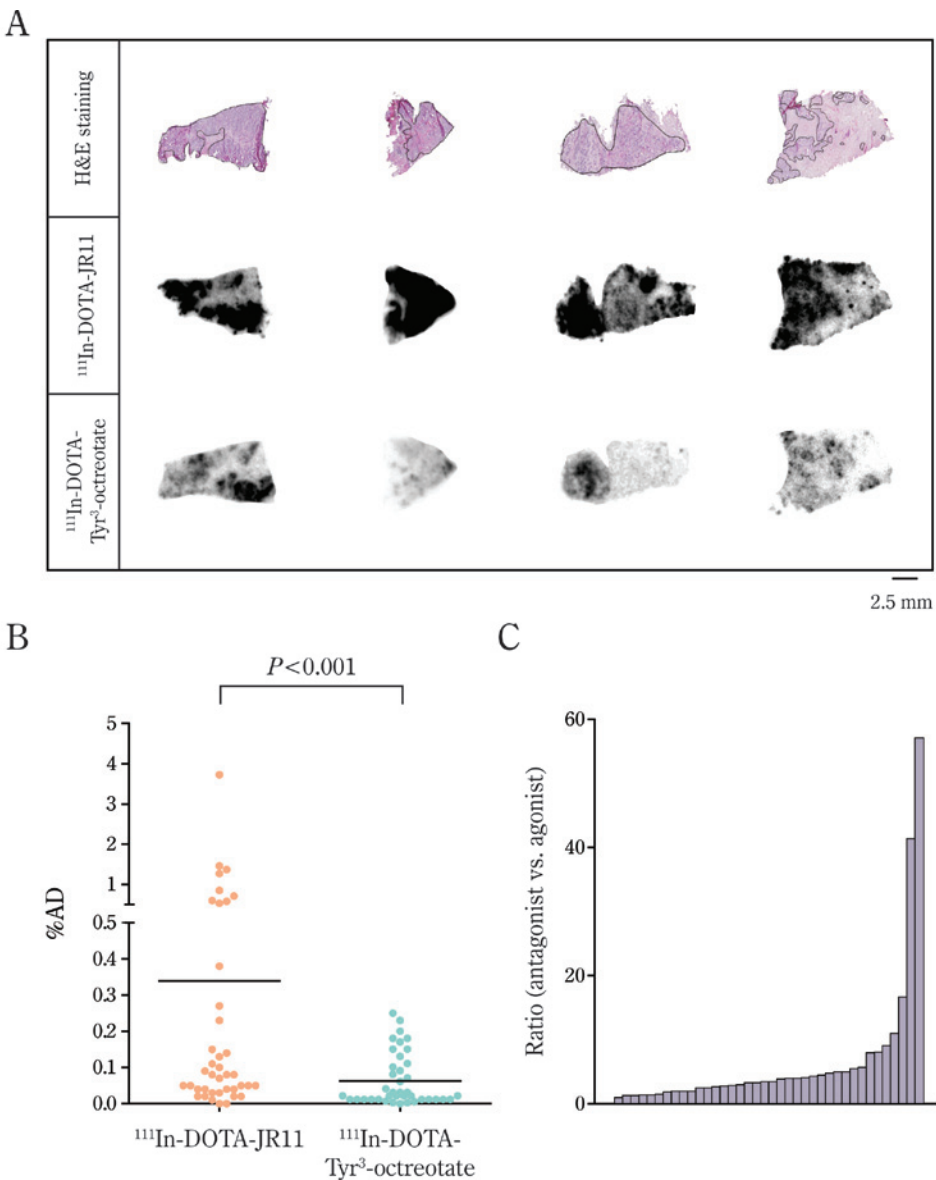 A
H&E staining
¹¹¹In-DOTA-JR11
¹¹¹In-DOTA-
Tyr³-octreotate
2.5 mm
B
P<0.001
%AD
5
4
3
2
1
0.5
0.4
0.3
0.2
0.1
0.0
¹¹¹In-DOTA-JR11
¹¹¹In-DOTA-
Tyr³-octreotate
C
Ratio (antagonist vs. agonist)
60
40
20
0